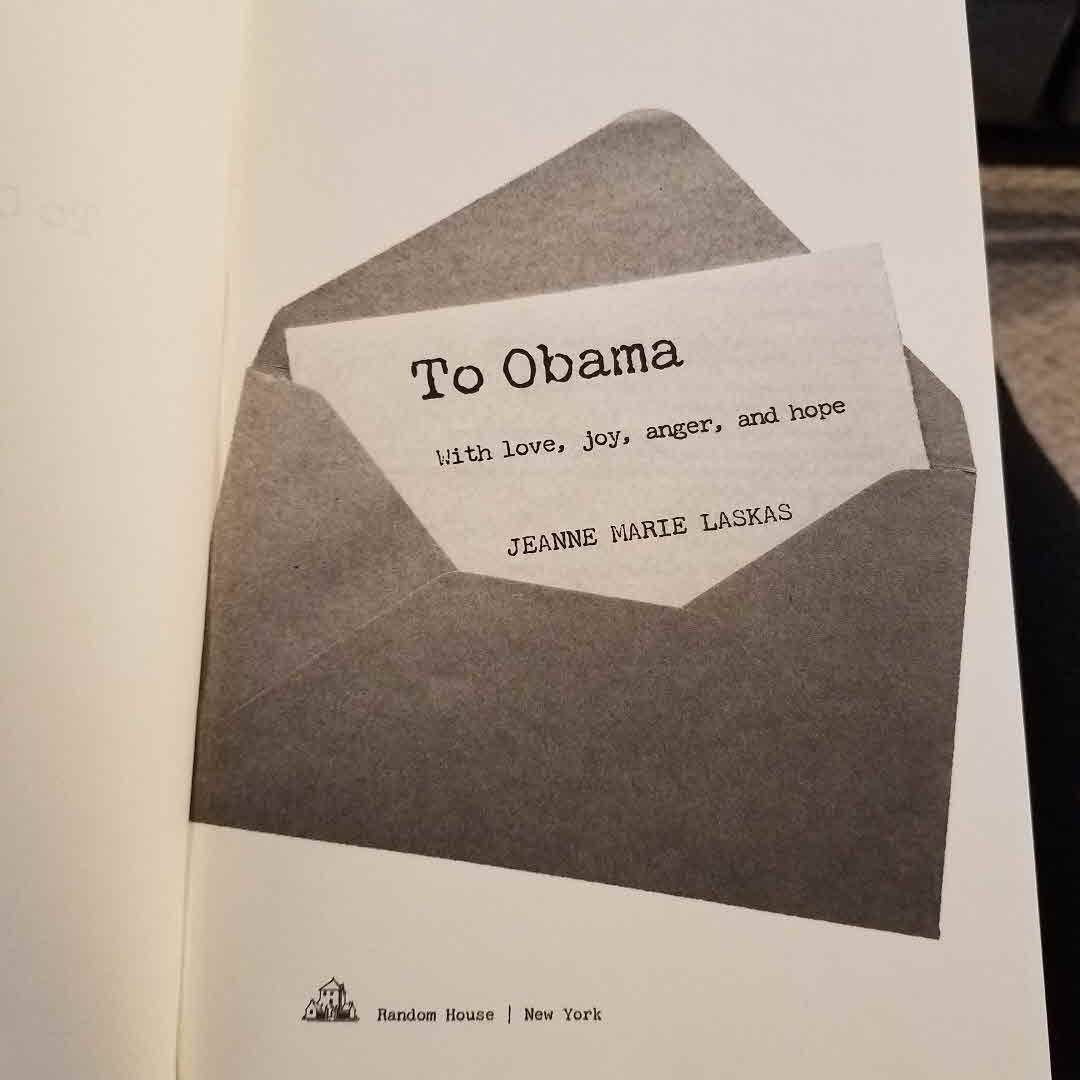 To Obama
With love, joy, anger, and hope
JEANNE MARIE LASKAS
Random House | New York